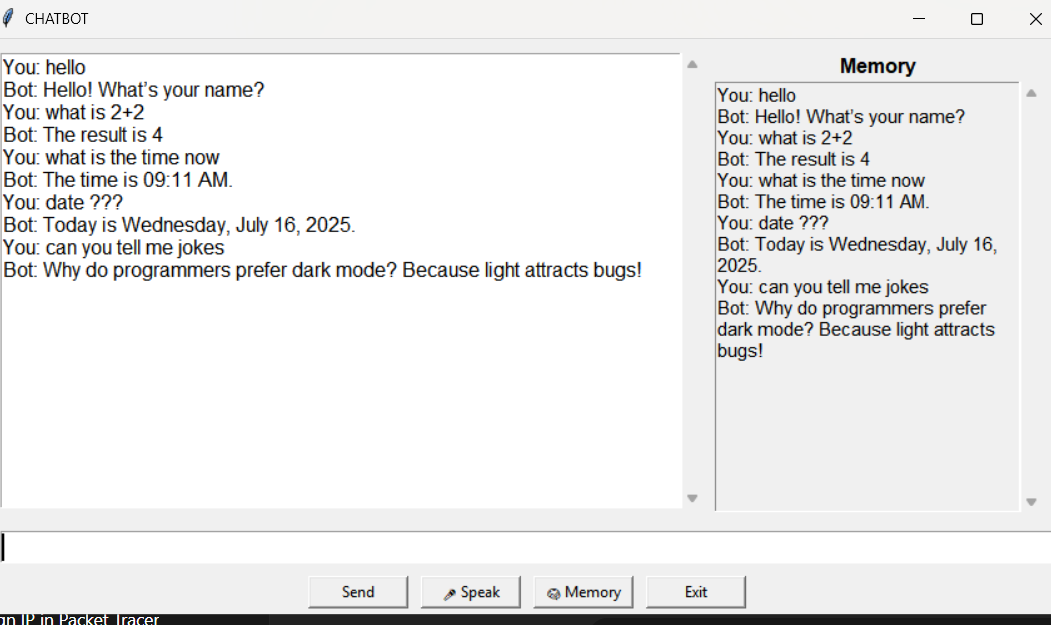 CHATBOT
You: hello
Bot: Hello! What's your name?
You: what is 2+2
Bot: The result is 4
You: what is the time now
Bot: The time is 09:11 AM.
You: date ???
Bot: Today is Wednesday, July 16, 2025.
You: can you tell me jokes
Bot: Why do programmers prefer dark mode? Because light attracts bugs!
Memory
You: hello
Bot: Hello! What's your name?
You: what is 2+2
Bot: The result is 4
You: what is the time now
Bot: The time is 09:11 AM.
You: date ???
Bot: Today is Wednesday, July 16,
2025.
You: can you tell me jokes
Bot: Why do programmers prefer
dark mode? Because light attracts
bugs!
Send
Speak
Memory
Exit
IP in Packet Tracer